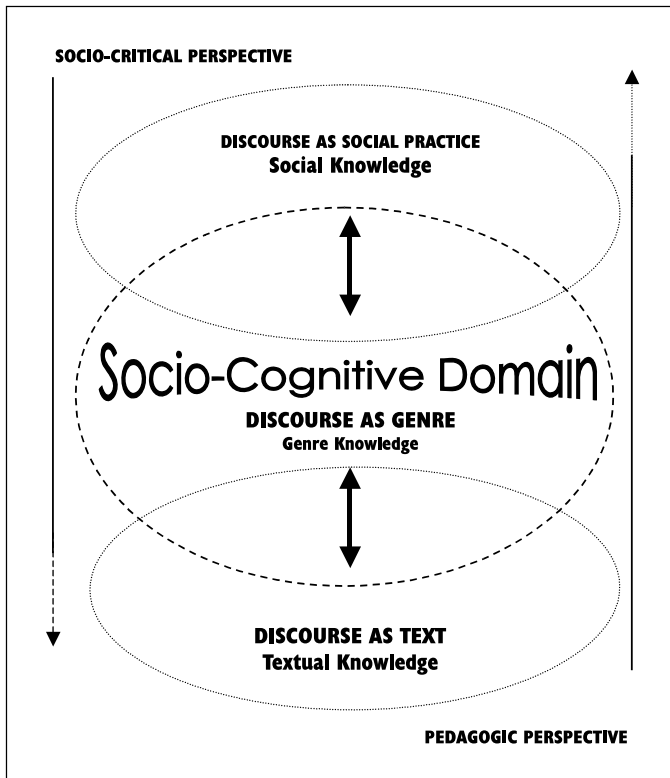 SOCIO-CRITICAL PERSPECTIVE
DISCOURSE AS SOCIAL PRACTICE
Social Knowledge
Socio-Cognitive Domain
DISCOURSE AS GENRE
Genre Knowledge
DISCOURSE AS TEXT
Textual Knowledge
PEDAGOGIC PERSPECTIVE